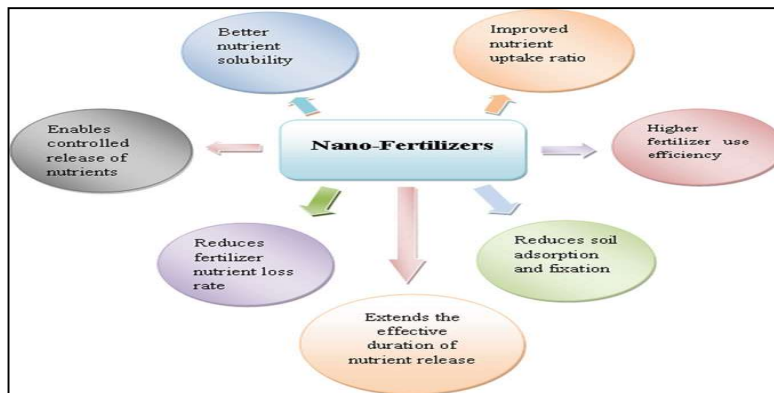 Better
nutrient
solubility
Improved
nutrient
uptake ratio
Enables
controlled
release of
nutrients
Nano-Fertilizers
Higher
fertilizer use
efficiency
Reduces
fertilizer
nutrient loss
rate
Reduces soil
adsorption
and fixation
Extends the
effective
duration of
nutrient release